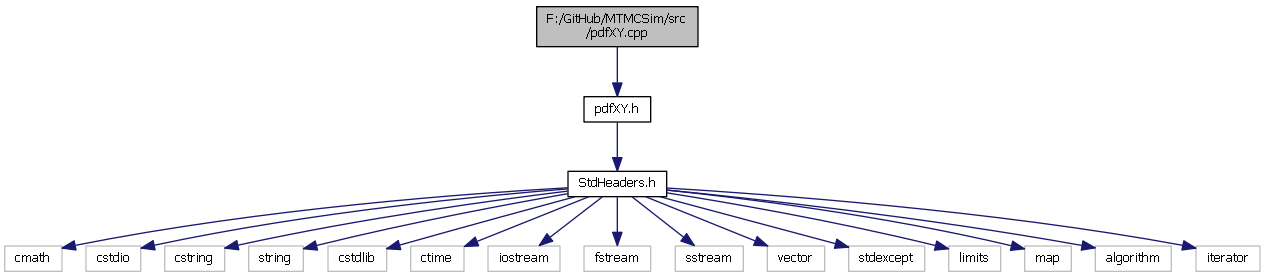 F:/GitHub/MTMCSim/src
/pdfXY.cpp
pdfXY.h
StdHeaders.h
cmath
cstdio
cstring
string
cstdlib
ctime
iostream
fstream
sstream
vector
stdexcept
limits
map
algorithm
iterator